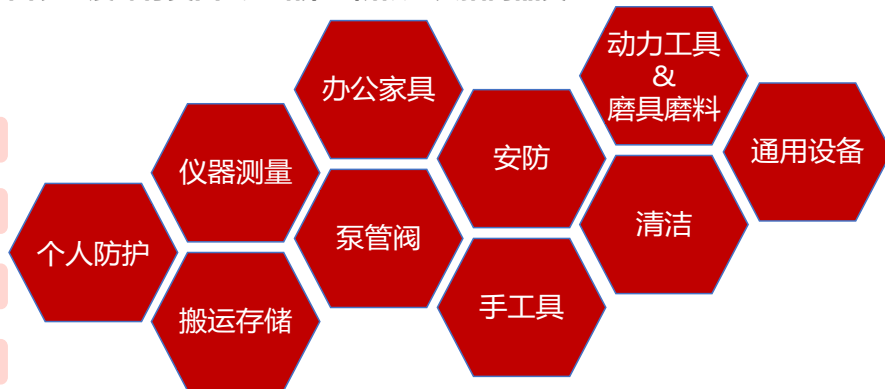 动力工具
&
磨具磨料
办公家具
通用设备
安防
仪器测量
清洁
泵管阀
个人防护
手工具
搬运存储